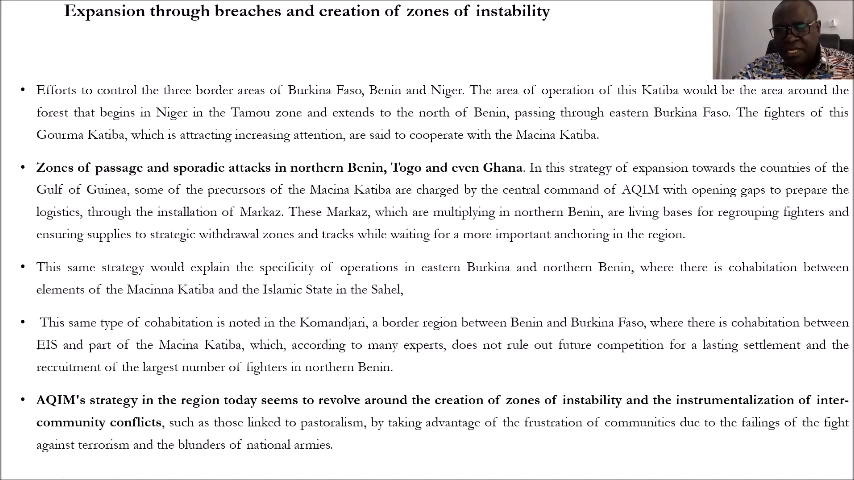 Expansion through breaches and creation of zones of instability
• Efforts to control the three border areas of Burkina Faso, Benin and Niger. The area of operation of this Katiba would be the area around the
forest that begins in Niger in the Tamou zone and extends to the north of Benin, passing through eastern Burkina Faso. The fighters of this
Gourma Katiba, which is attracting increasing attention, are said to cooperate with the Macina Katiba.
• Zones of passage and sporadic attacks in northern Benin, Togo and even Ghana. In this strategy of expansion towards the countries of the
Gulf of Guinea, some of the precursors of the Macina Katiba are charged by the central command of AQIM with opening gaps to prepare the
logistics, through the installation of Markaz. These Markaz, which are multiplying in northern Benin, are living bases for regrouping fighters and
ensuring supplies to strategic withdrawal zones and tracks while waiting for a more important anchoring in the region.
• This same strategy would explain the specificity of operations in eastern Burkina and northern Benin, where there is cohabitation between
elements of the Macinna Katiba and the Islamic State in the Sahel,
• This same type of cohabitation is noted in the Komandjari, a border region between Benin and Burkina Faso, where there is cohabitation between
EIS and part of the Macina Katiba, which, according to many experts, does not rule out future competition for a lasting settlement and the
recruitment of the largest number of fighters in northern Benin.
• AQIM's strategy in the region today seems to revolve around the creation of zones of instability and the instrumentalization of inter-
community conflicts, such as those linked to pastoralism, by taking advantage of the frustration of communities due to the failings of the fight
against terrorism and the blunders of national armies.